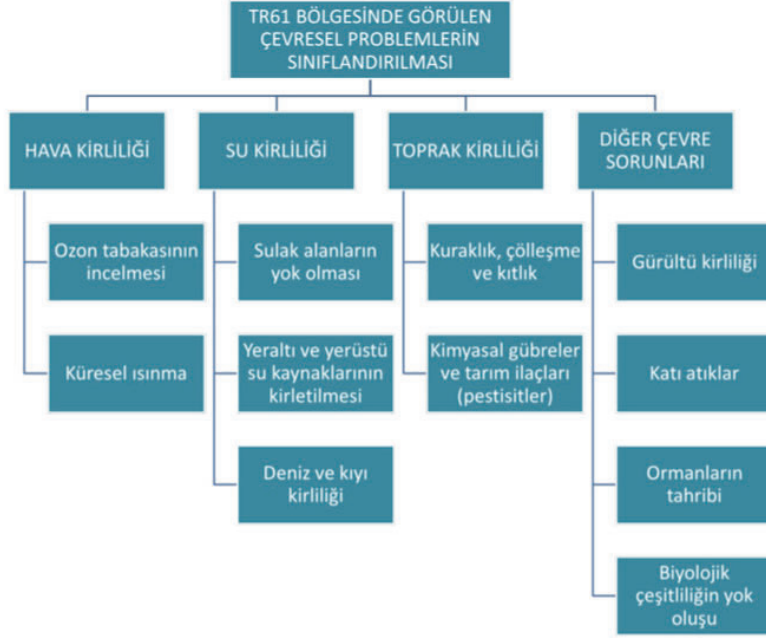 TR61 BÖLGESİNDE GÖRÜLEN
ÇEVRESEL PROBLEMLERİN
SINIFLANDIRILMASI
HAVA KİRLİLİĞİ
Ozon tabakasının
incelmesi
Küresel ısınma
SU KİRLİLİĞİ
Sulak alanların
yok olması
Yeraltı ve yerüstü
su kaynaklarının
kirletilmesi
Deniz ve kıyı
kirliliği
TOPRAK KİRLİLİĞİ
Kuraklık, çölleşme
ve kıtlık
Kimyasal gübreler
ve tarım ilaçları
(pestisitler)
DİĞER ÇEVRE
SORUNLARI
Gürültü kirliliği
Katı atıklar
Ormanların
tahribi
Biyolojik
çeşitliliğin yok
oluşu